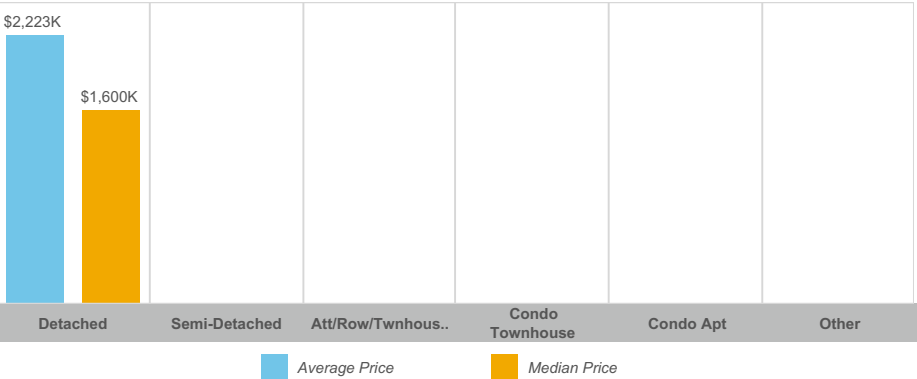 $2,223K
$1,600K
Detached
Semi-Detached
Att/Row/Twnhous..
Condo
Townhouse
Condo Apt
Other
Average Price
Median Price